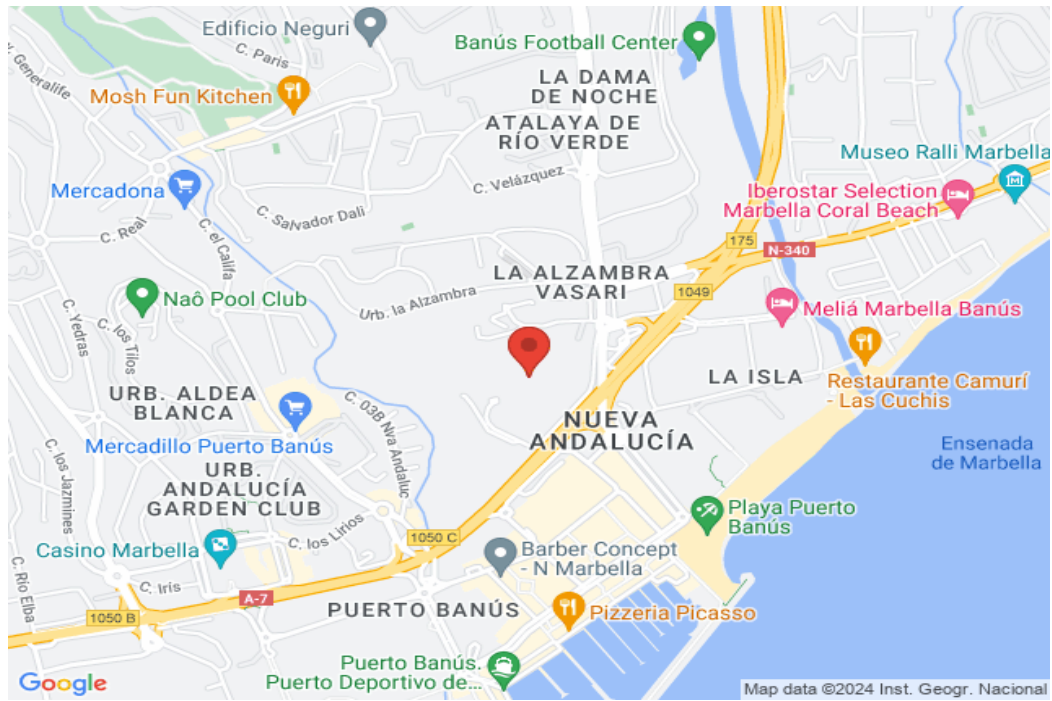 Edificio Neguri
C. París
Banús Football Center
C. Generalife
Mosh Fun Kitchen
LA DAMA
DE NOCHE
ATALAYA DE
RÍO VERDE
Museo Ralli Marbella
Mercadona
C. Velázquez
Iberostar Selection
Marbella Coral Beach
C. Salvador Dalí
C. Real
C. el Califa
175
N-340
LA ALZAMBRA
VASARI
1049
Urb. la Alzambra
Naô Pool Club
Meliá Marbella Banús
C. Yedras
C. los Tilos
LA ISLA
Restaurante Camurí
- Las Cuchis
URB. ALDEA
BLANCA
C. 03B Nva Andaluc
NUEVA
ANDALUCÍA
Mercadillo Puerto Banús
Ensenada
de Marbella
C. los Jazmines
URB.
ANDALUCÍA
GARDEN CLUB
Playa Puerto
Banús
C. los Lirios
1050 C
Casino Marbella
Barber Concept
- N Marbella
C. Iris
C. Río Elba
A-7
1050 B
PUERTO BANÚS
Pizzeria Picasso
Puerto Banús.
Puerto Deportivo de...
Google
Map data ©2024 Inst. Geogr. Nacional